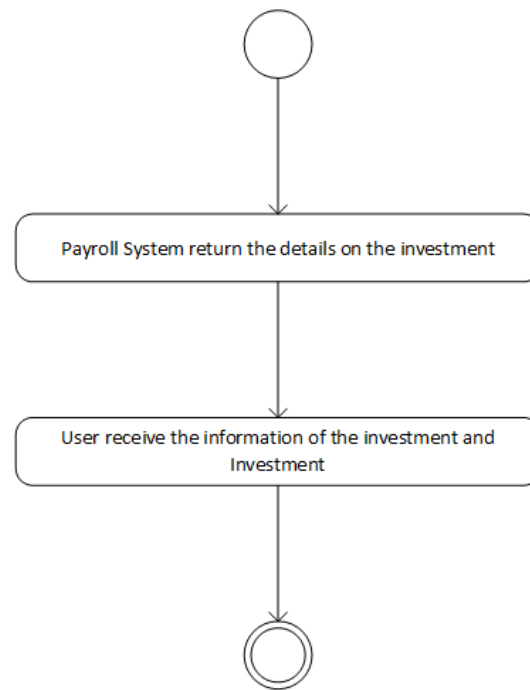 Payroll System return the details on the investment
User receive the information of the investment and
Investment